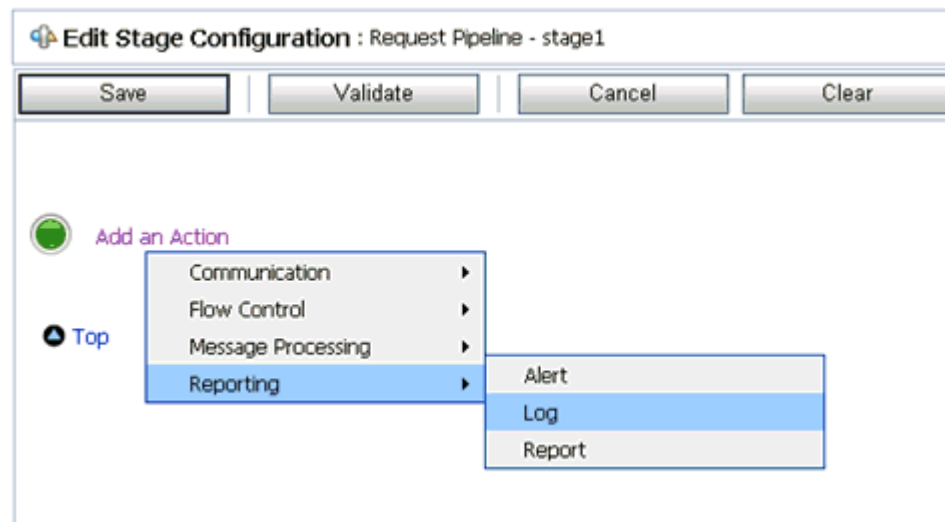 Edit Stage Configuration : Request Pipeline - stage1
Save Validate Cancel Clear
Add an Action
Communication
Flow Control
Top
Message Processing
Reporting
Alert
Log
Report